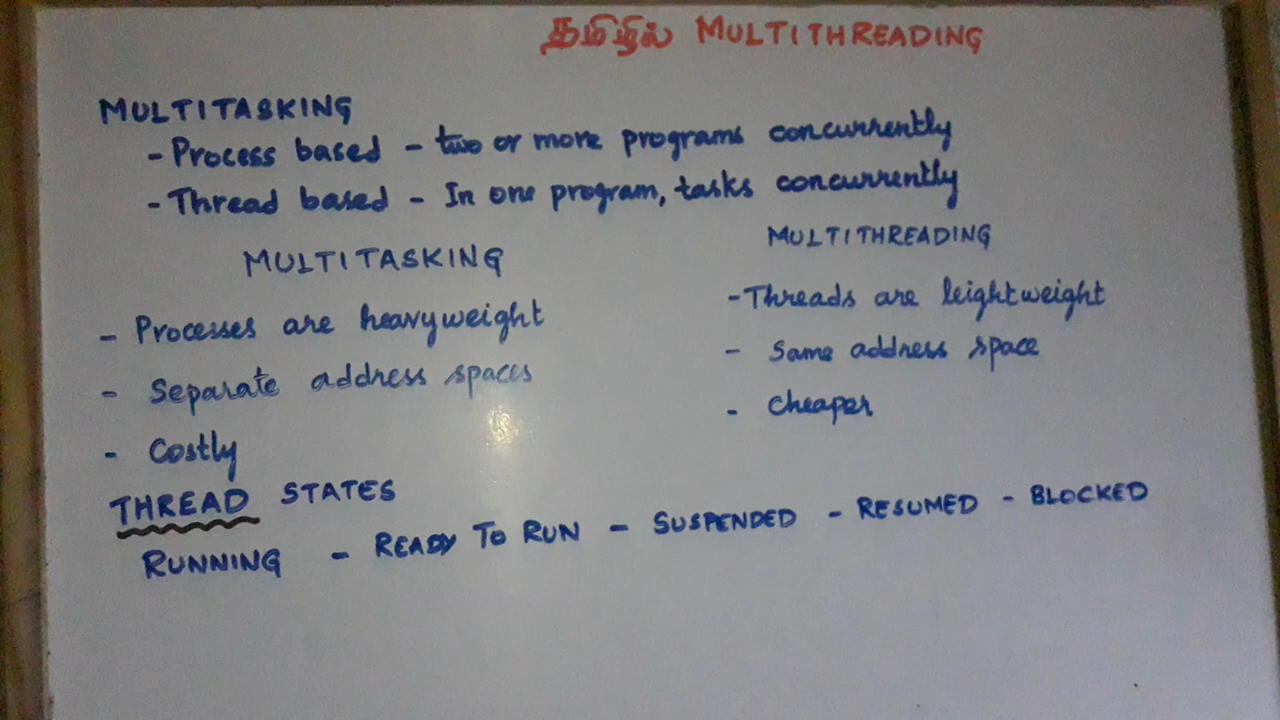 தமிழில் MULTITHREADING
MULTITASKING
- Process based - two or more programs concurrently
- Thread based - In one program, tasks concurrently
MULTITASKING
- Processes are heavyweight
- Separate address spaces
- Costly
MULTITHREADING
- Threads are leightweight
- Same address space
- Cheaper
THREAD STATES
RUNNING - READY TO RUN - SUSPENDED - RESUMED - BLOCKED